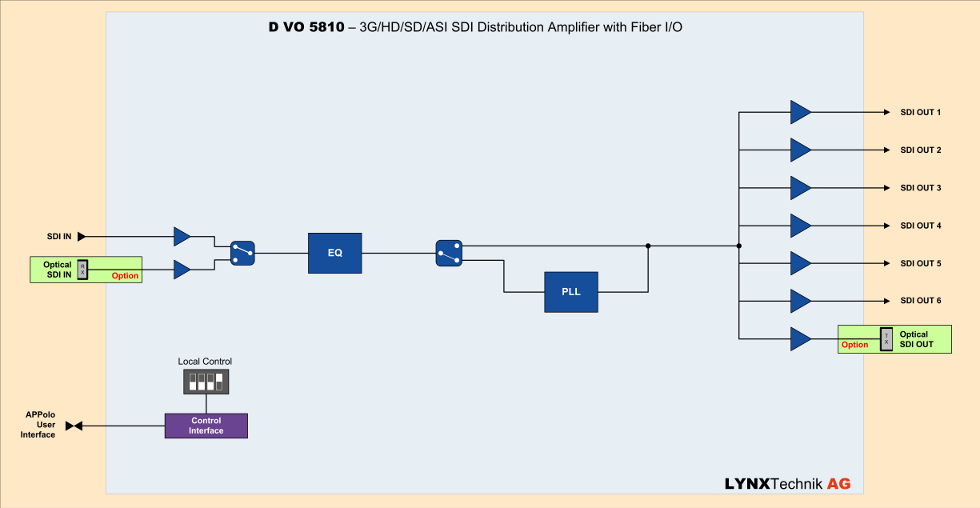 D VO 5810 – 3G/HD/SD/ASI SDI Distribution Amplifier with Fiber I/O
SDI OUT 1
SDI OUT 2
SDI OUT 3
SDI OUT 4
SDI IN
EQ
SDI OUT 5
Optical
SDI IN
R
X
Option
PLL
SDI OUT 6
Optical
SDI OUT
T
X
Option
Local Control
APPolo
User
Interface
Control
Interface
LYNXTechnik AG